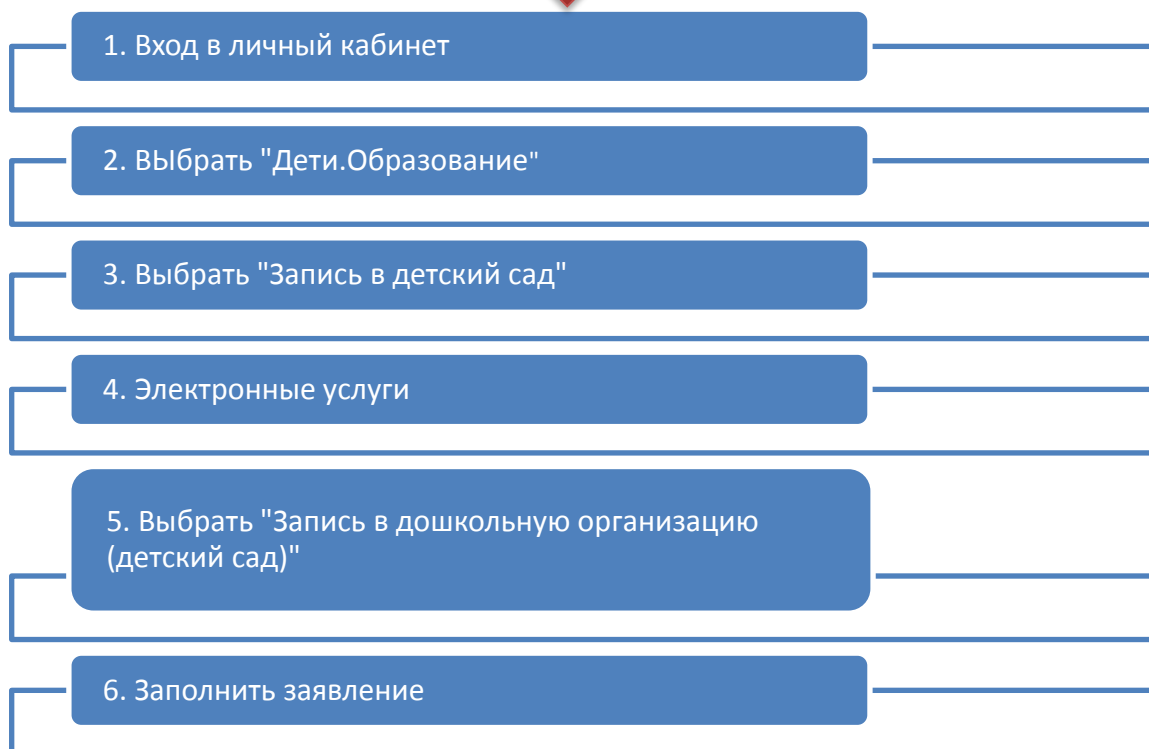 1. Вход в личный кабинет
2. ВЫбрать "Дети.Образование"
3. Выбрать "Запись в детский сад"
4. Электронные услуги
5. Выбрать "Запись в дошкольную организацию
(детский сад)"
6. Заполнить заявление